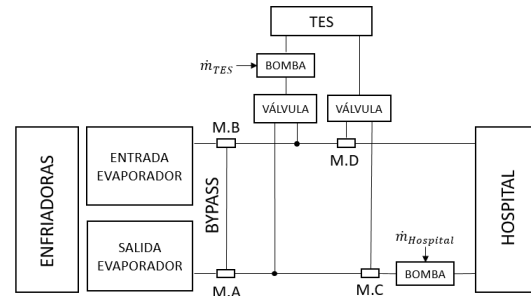 TES
ṁTES
BOMBA
VÁLVULA
VÁLVULA
M.B
M.D
ENFRIADORAS
ENTRADA
EVAPORADOR
BYPASS
HOSPITAL
SALIDA
EVAPORADOR
ṁHospital
M.A
M.C
BOMBA